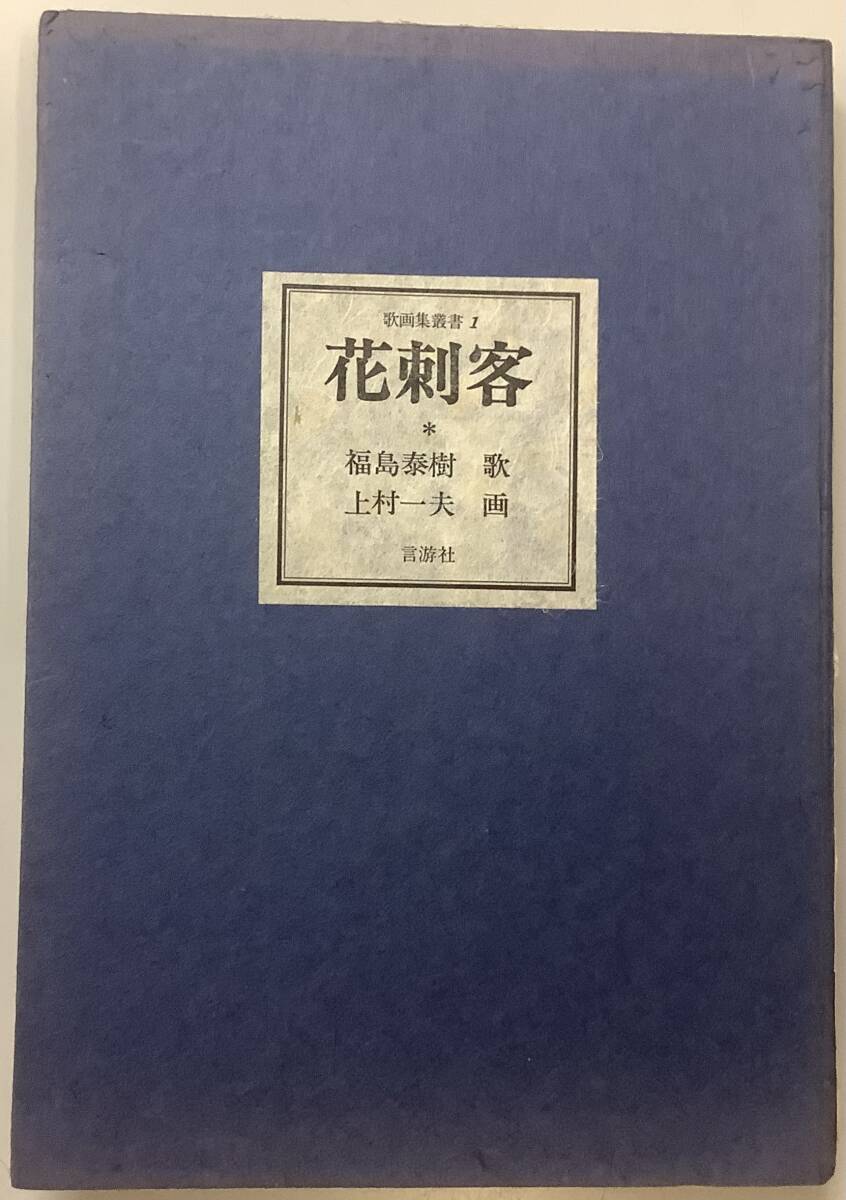 歌画集叢書 1
花刺客
*
福島泰樹 歌
上村一夫 画
言游社